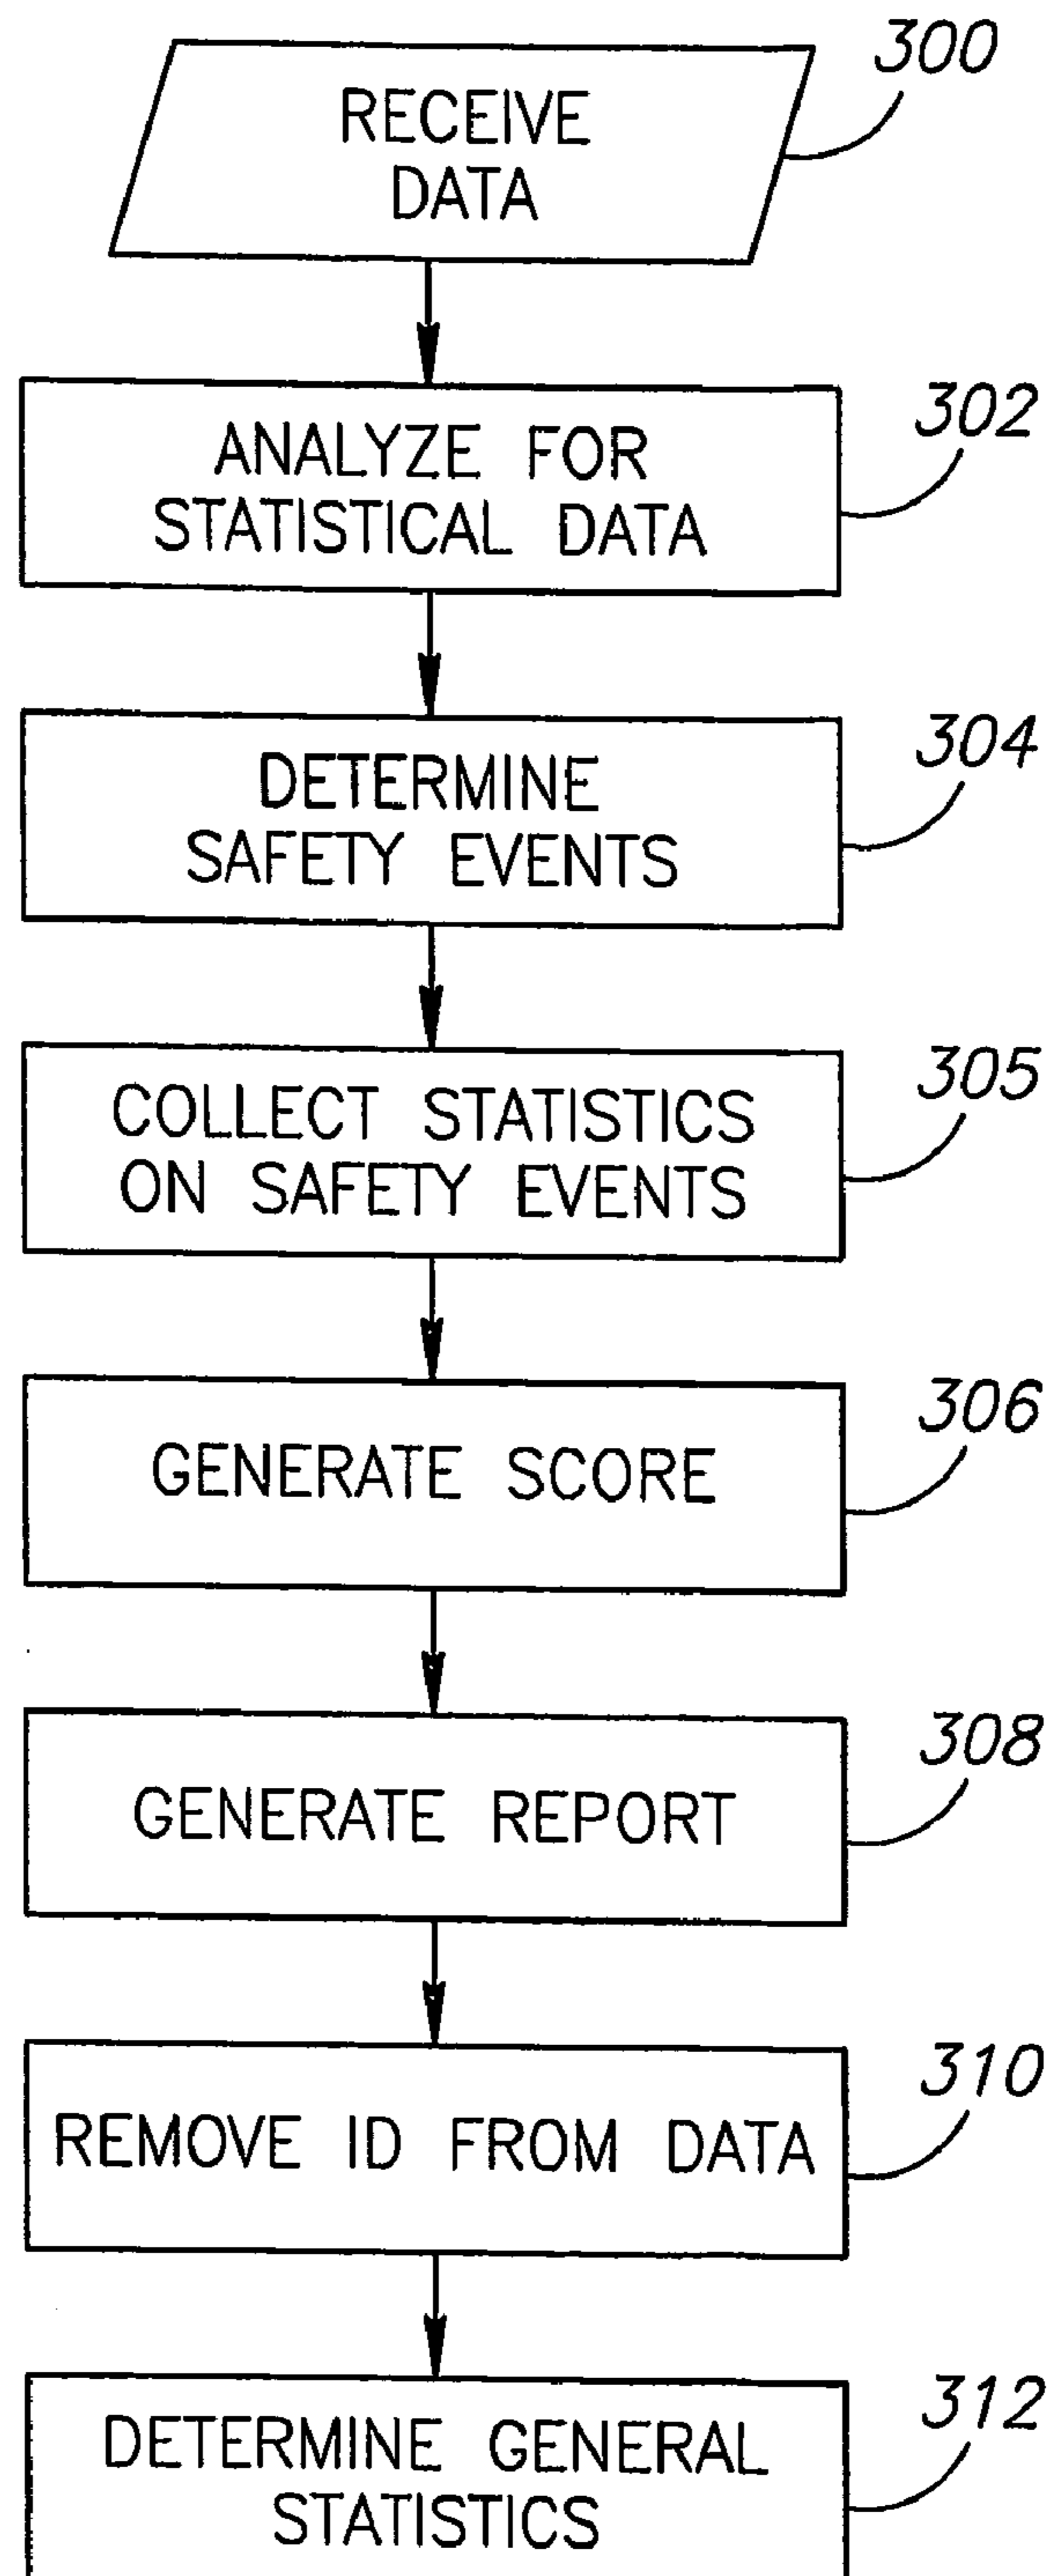 300
RECEIVE
DATA
302
ANALYZE FOR
STATISTICAL DATA
304
DETERMINE
SAFETY EVENTS
305
COLLECT STATISTICS
ON SAFETY EVENTS
306
GENERATE SCORE
308
GENERATE REPORT
310
REMOVE ID FROM DATA
312
DETERMINE GENERAL
STATISTICS